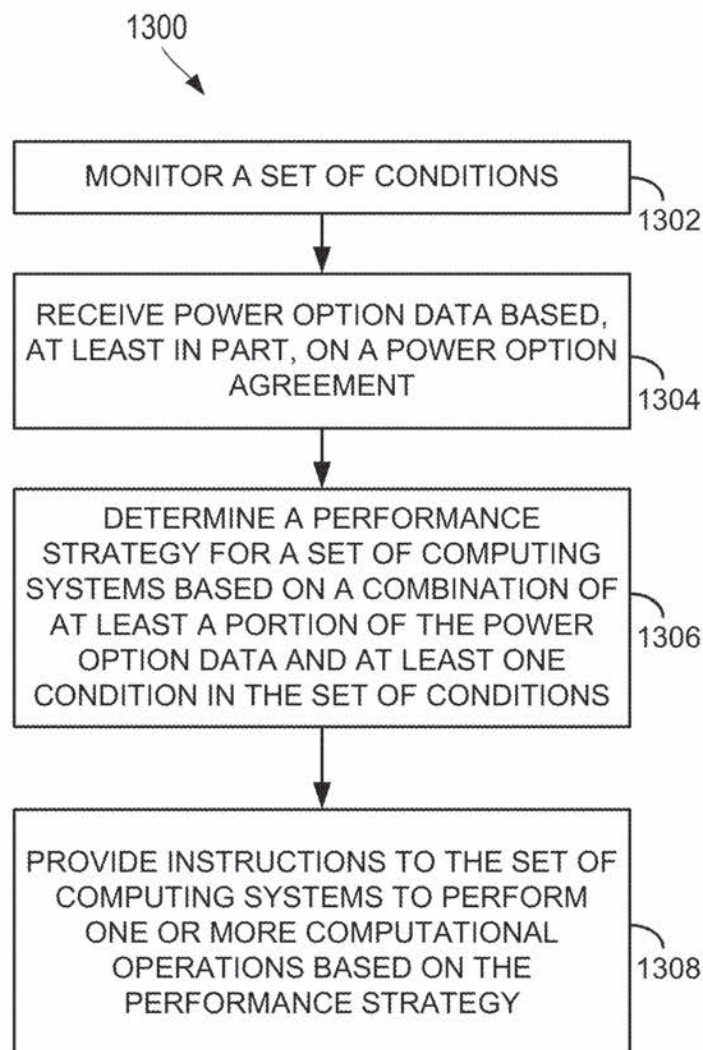 1300
MONITOR A SET OF CONDITIONS
1302
RECEIVE POWER OPTION DATA BASED,
AT LEAST IN PART, ON A POWER OPTION
AGREEMENT
1304
DETERMINE A PERFORMANCE
STRATEGY FOR A SET OF COMPUTING
SYSTEMS BASED ON A COMBINATION OF
AT LEAST A PORTION OF THE POWER
OPTION DATA AND AT LEAST ONE
CONDITION IN THE SET OF CONDITIONS
1306
PROVIDE INSTRUCTIONS TO THE SET OF
COMPUTING SYSTEMS TO PERFORM
ONE OR MORE COMPUTATIONAL
OPERATIONS BASED ON THE
PERFORMANCE STRATEGY
1308